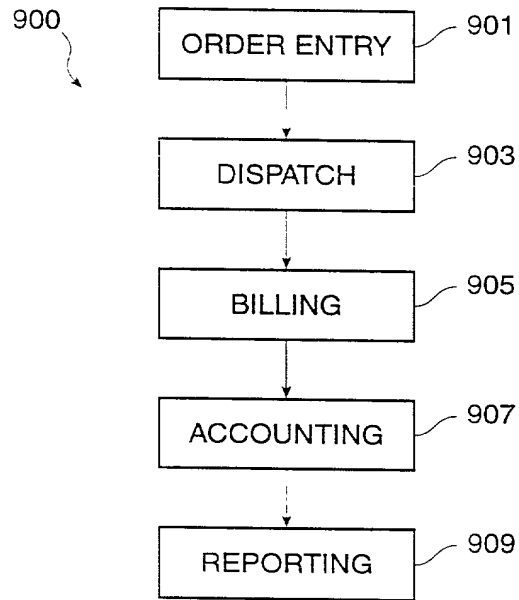 900
ORDER ENTRY 901
DISPATCH 903
BILLING 905
ACCOUNTING 907
REPORTING 909